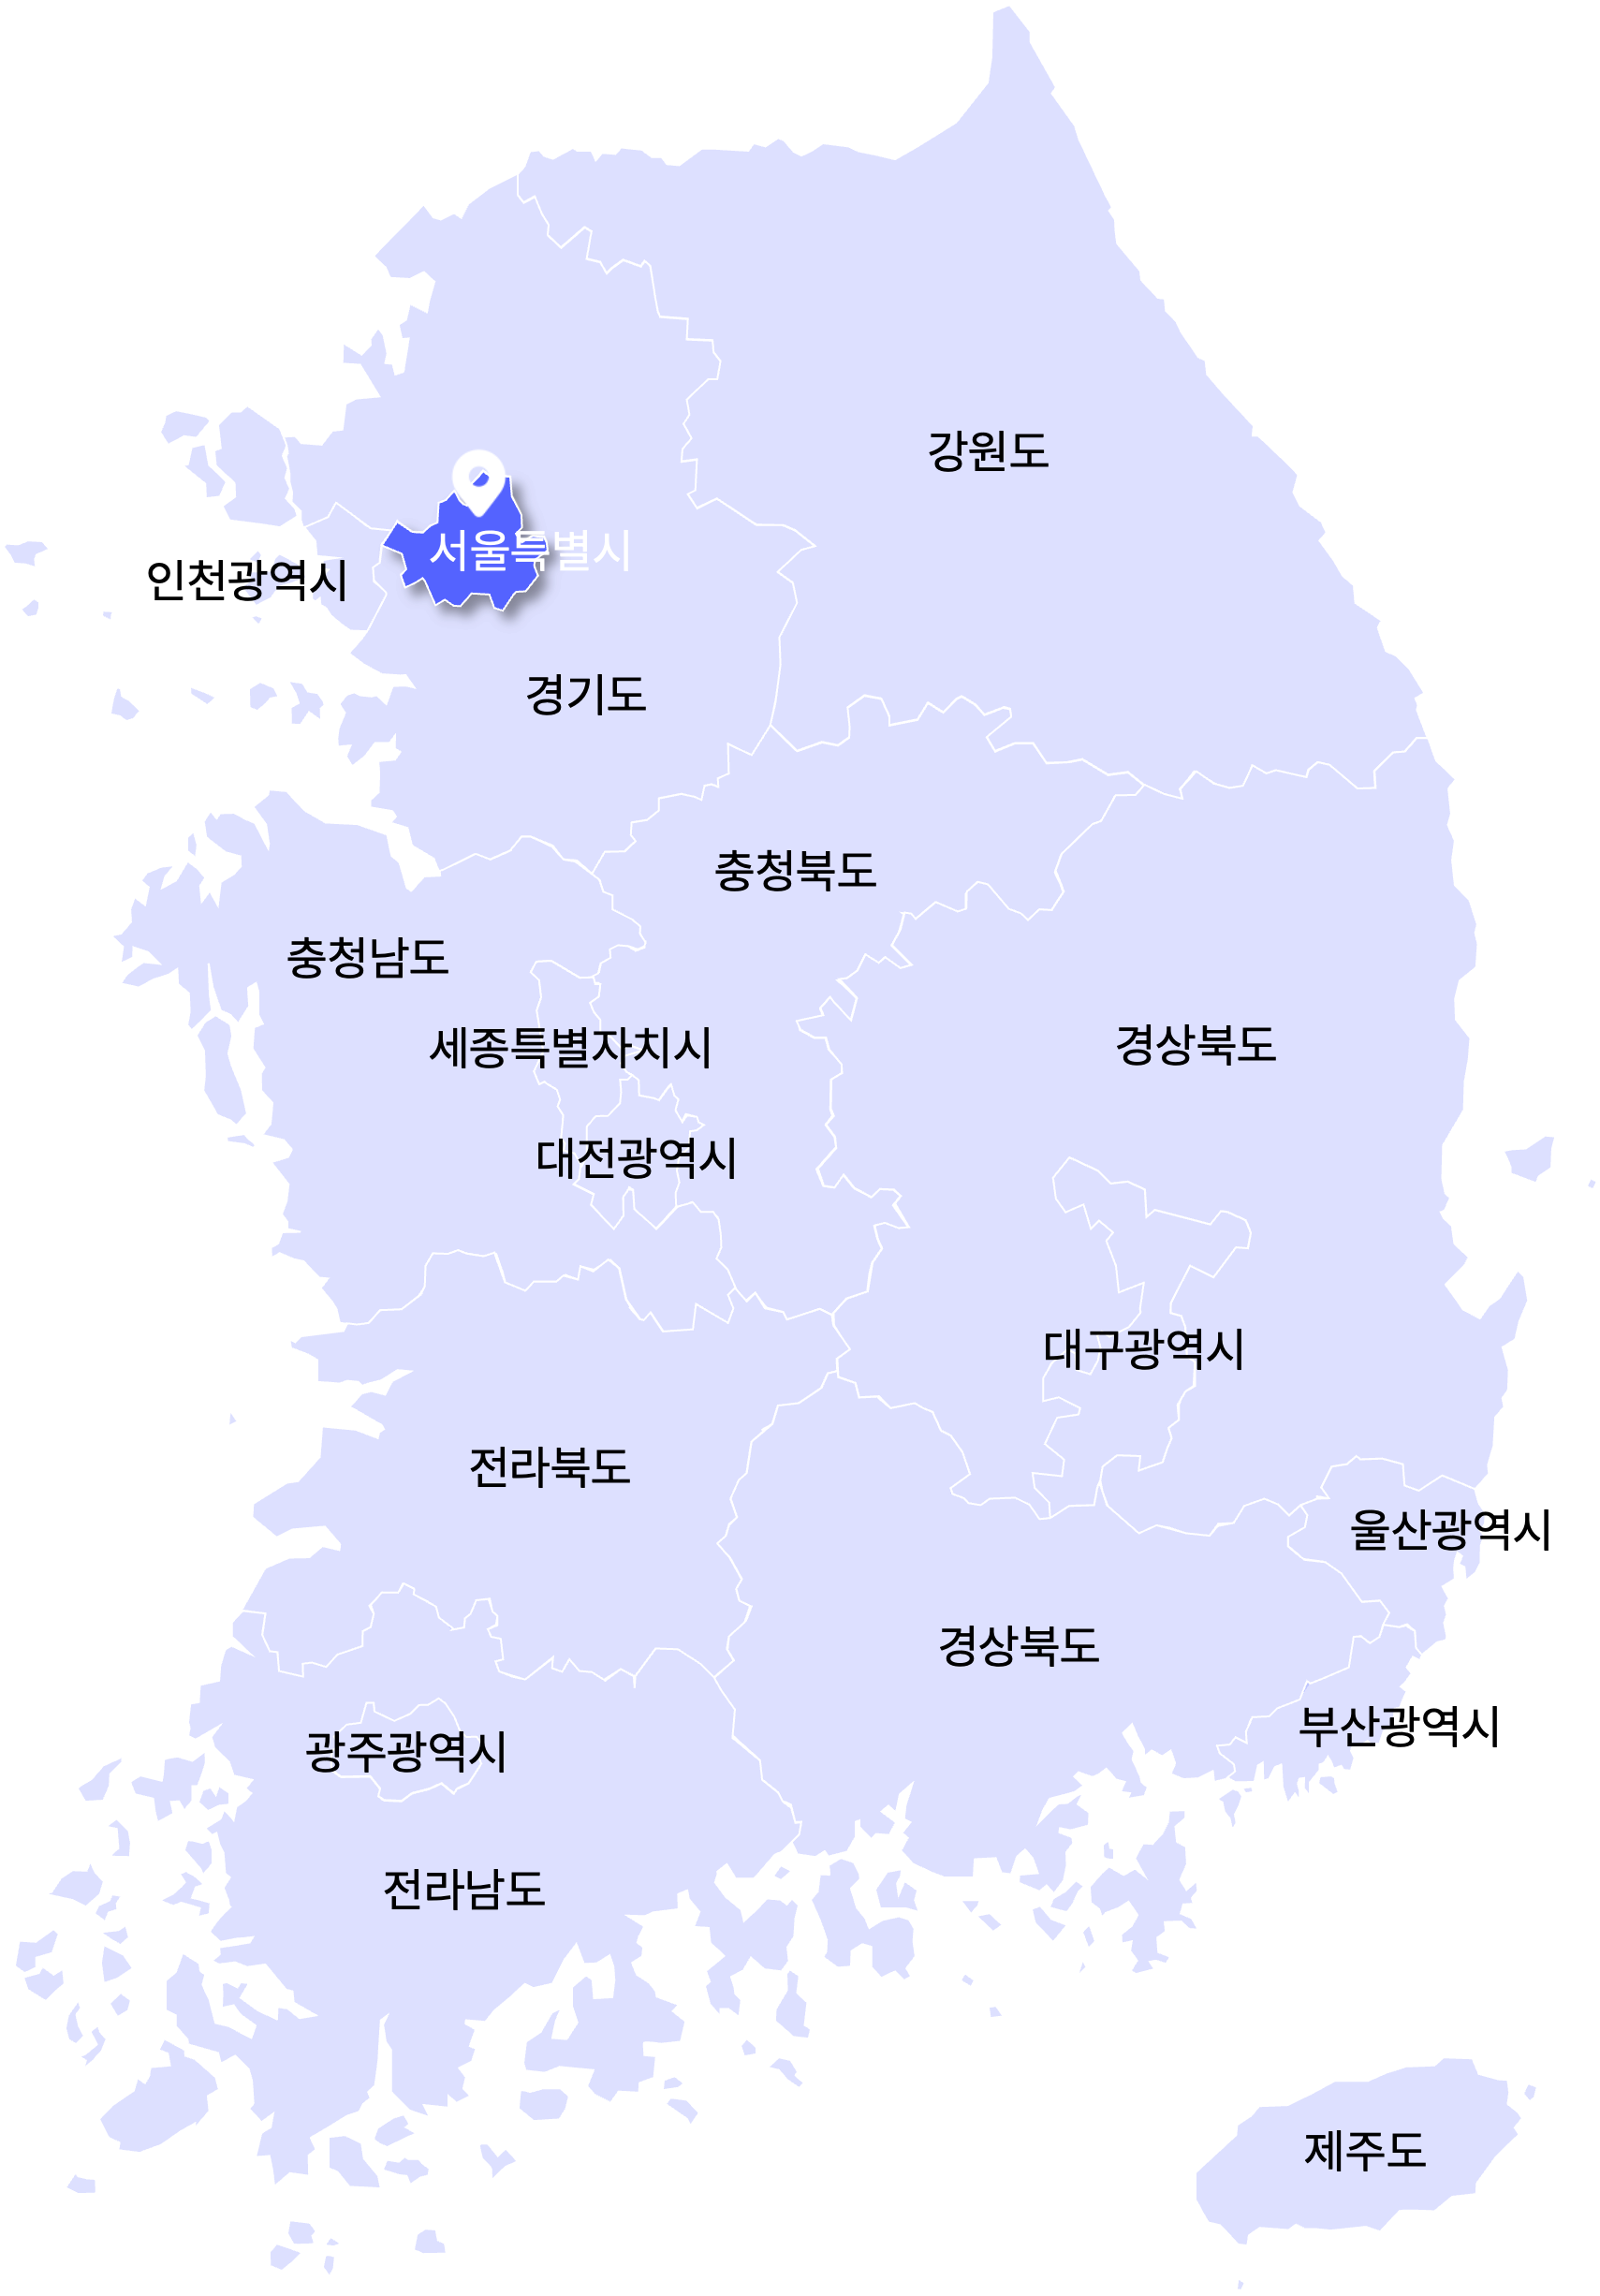 강원도
서울특별시
인천광역시
경기도
충청북도
충청남도
세종특별자치시
경상북도
대전광역시
대구광역시
전라북도
울산광역시
경상북도
부산광역시
광주광역시
전라남도
제주도